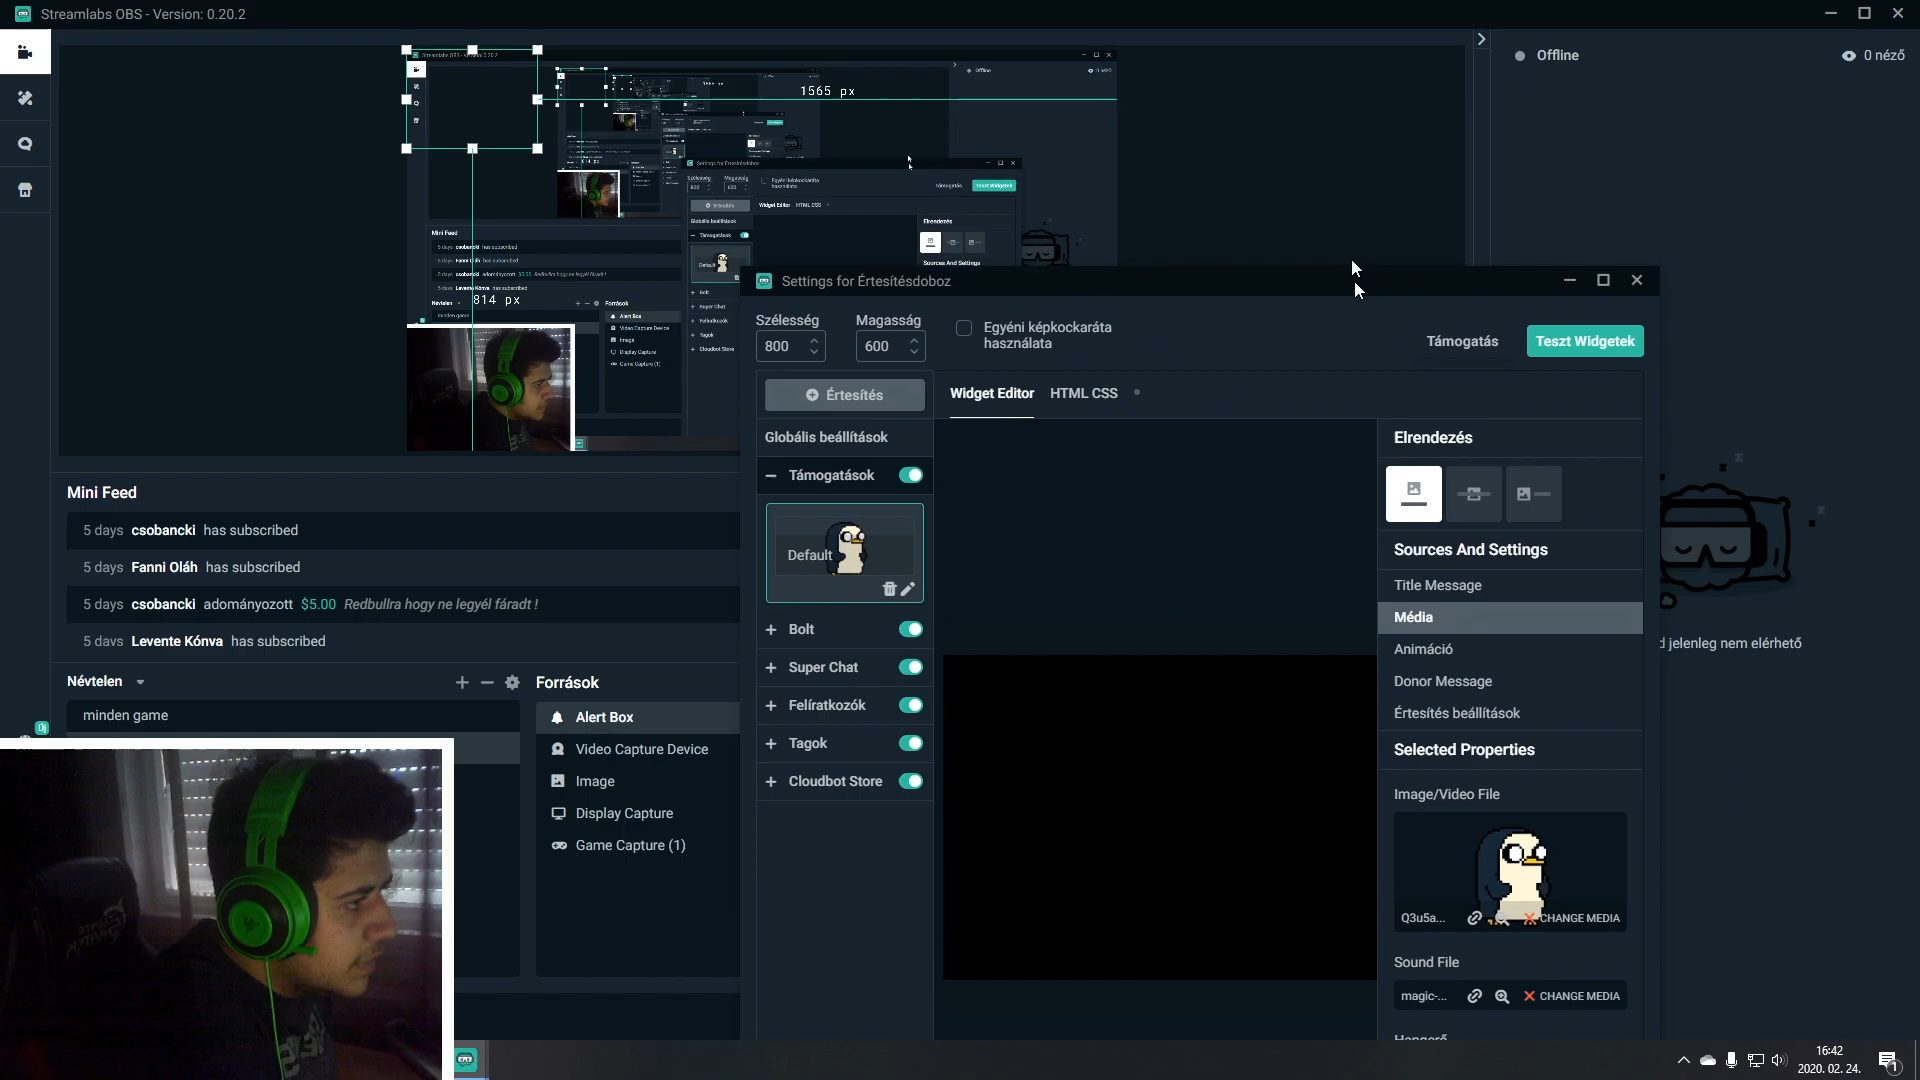 Streamlabs OBS - Version: 0.20.2
Offline
0 néző
1565 px
814 px
Settings for Értesítésdoboz
Szélesség
Magasság
800
600
Egyéni képkockaráta
használata
Támogatás
Teszt Widgetek
Értesítés
Widget Editor
HTML CSS
Globális beállítások
Támogatások
Default
Bolt
Super Chat
Felíratkozók
Tagok
Cloudbot Store
Elrendezés
Sources And Settings
Title Message
Média
Animáció
Donor Message
Értesítés beállítások
Selected Properties
Image/Video File
Q3u5a...
CHANGE MEDIA
Sound File
magic-...
CHANGE MEDIA
Mini Feed
5 days csobancki has subscribed
5 days Fanni Oláh has subscribed
5 days csobancki adományozott $5.00 Redbullra hogy ne legyél fáradt !
5 days Levente Kónva has subscribed
Névtelen
minden game
Új
Források
Alert Box
Video Capture Device
Image
Display Capture
Game Capture (1)
d jelenleg nem elérhető
16:42
2020. 02. 24.
1